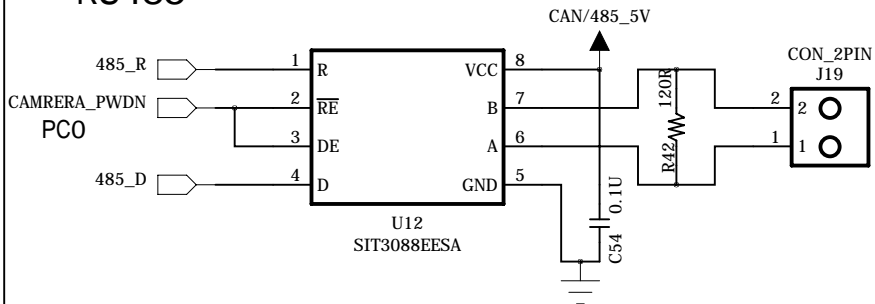 CAN/485_5V
485_R
1
R
VCC
8
CON_2PIN
J19
CAMRERA_PWDN
2
RE
B
7
120R
2
2
PC0
3
DE
A
6
R42
1
1
485_D
4
D
GND
5
0.1U
C54
U12
SIT3088EESA